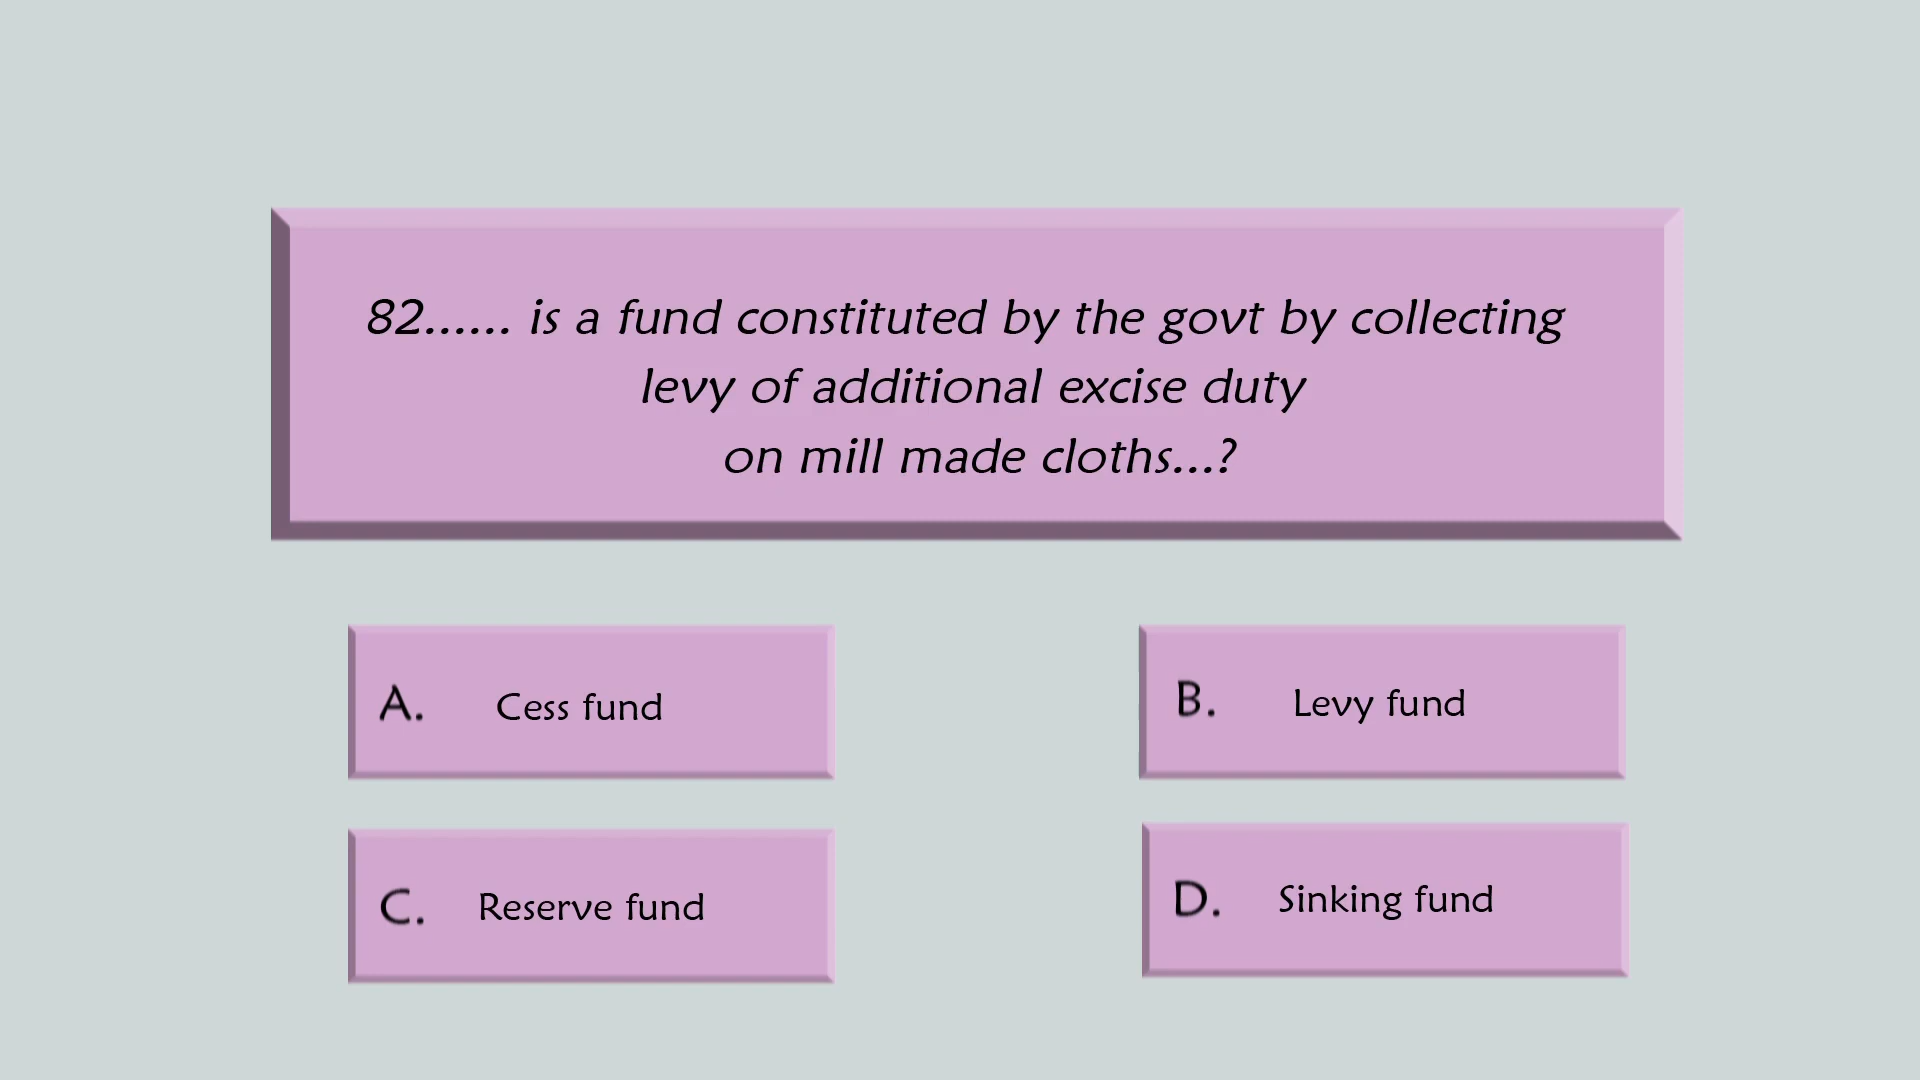 82...... is a fund constituted by the govt by collecting
levy of additional excise duty
on mill made cloths...?
A. Cess fund
B. Levy fund
C. Reserve fund
D. Sinking fund